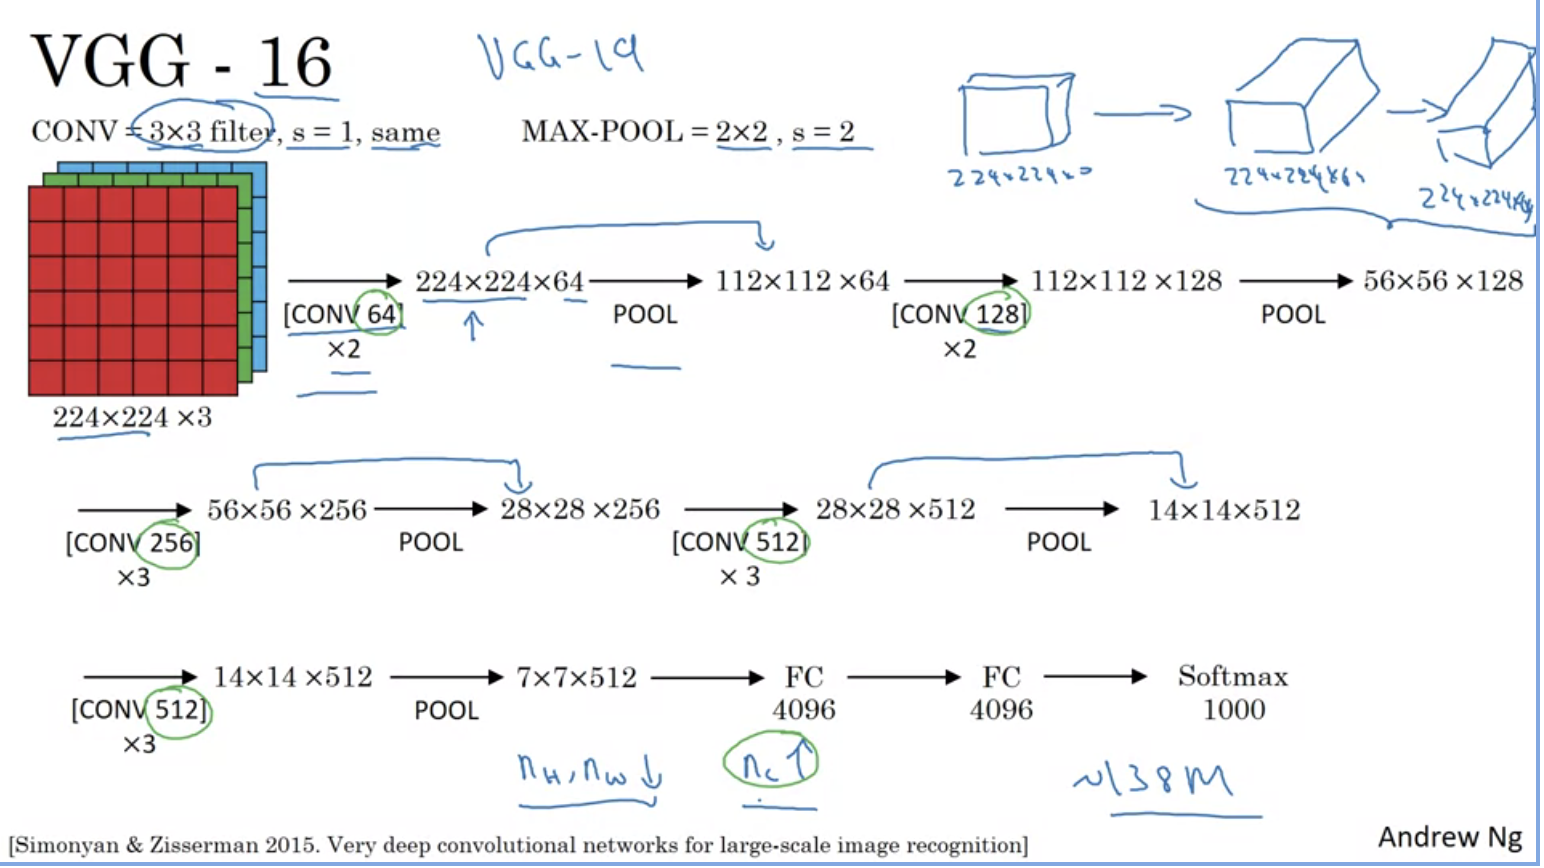 VGG - 16
VGG-19
CONV = 3×3 filter, s = 1, same
MAX-POOL = 2×2 , s = 2
224×224×3
224×224×64
224×224×64
224×224 ×3
[CONV 64]
×2
224×224×64
POOL
112×112 ×64
[CONV 128]
×2
112×112 ×128
POOL
56×56 ×128
[CONV 256]
×3
56×56 ×256
POOL
28×28 ×256
[CONV 512]
× 3
28×28 ×512
POOL
14×14×512
[CONV 512]
×3
14×14 ×512
POOL
7×7×512
FC
4096
FC
4096
Softmax
1000
nH, nW ↓
nC ↑
~138M
[Simonyan & Zisserman 2015. Very deep convolutional networks for large-scale image recognition]
Andrew Ng